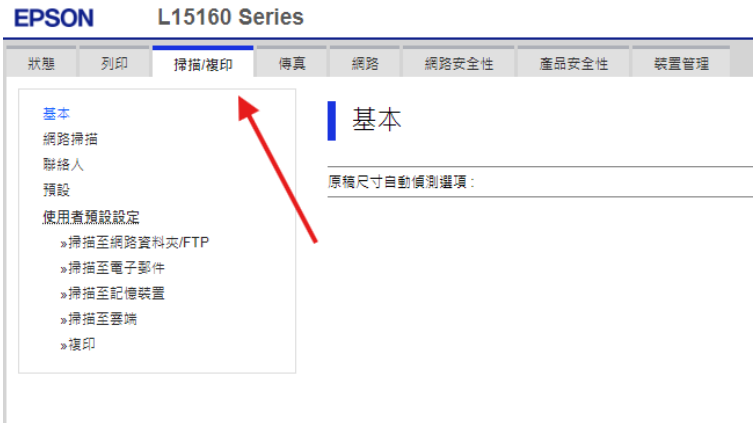 EPSON L15160 Series
狀態 列印 掃描/複印 傳真 網路 網路安全性 產品安全性 裝置管理
基本
網路掃描
聯絡人
預設
使用者預設設定
»掃描至網路資料夾/FTP
»掃描至電子郵件
»掃描至記憶裝置
»掃描至雲端
»複印
基本
原稿尺寸自動偵測選項 :